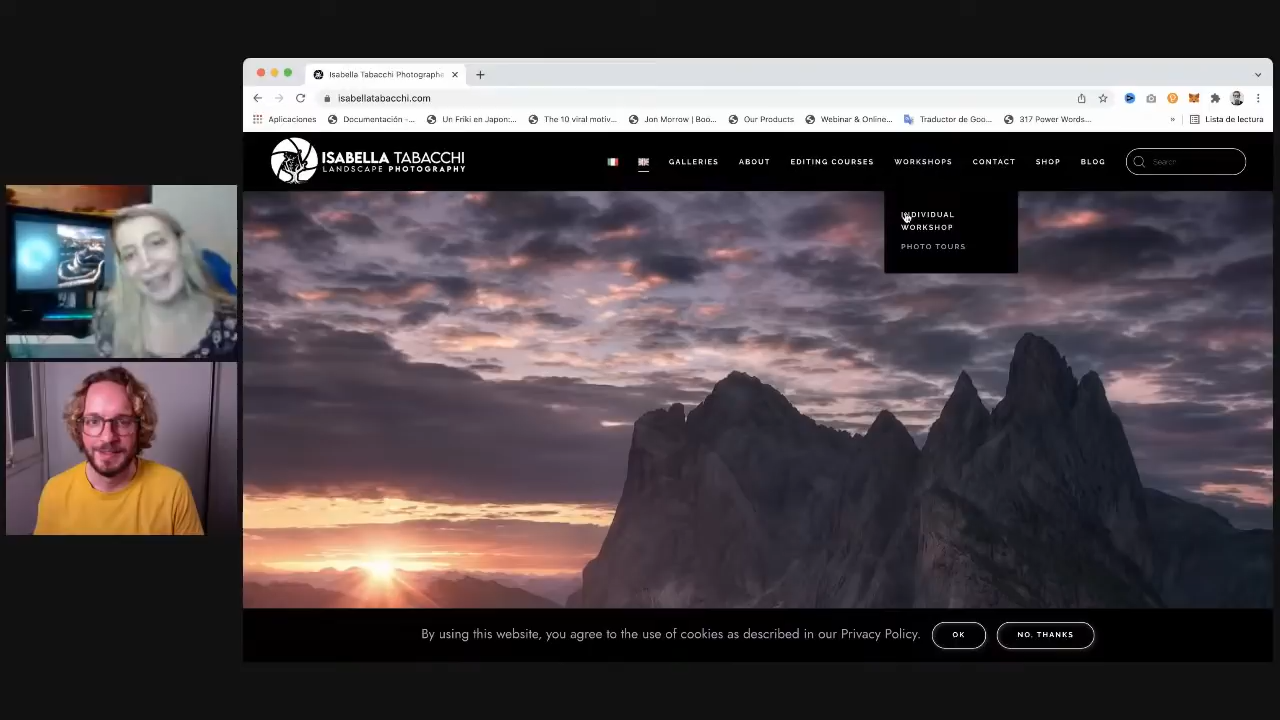 Isabella Tabacchi Photographe
isabellatabacchi.com
Aplicaciones
Documentación -...
Un Friki en Japon:...
The 10 viral motiv...
Jon Morrow | Boo...
Our Products
Webinar & Online...
Traductor de Goo...
317 Power Words...
»
Lista de lectura
ISABELLA TABACCHI
LANDSCAPE PHOTOGRAPHY
GALLERIES
ABOUT
EDITING COURSES
WORKSHOPS
CONTACT
SHOP
BLOG
Search
INDIVIDUAL
WORKSHOP
PHOTO TOURS
By using this website, you agree to the use of cookies as described in our Privacy Policy.
OK
NO, THANKS